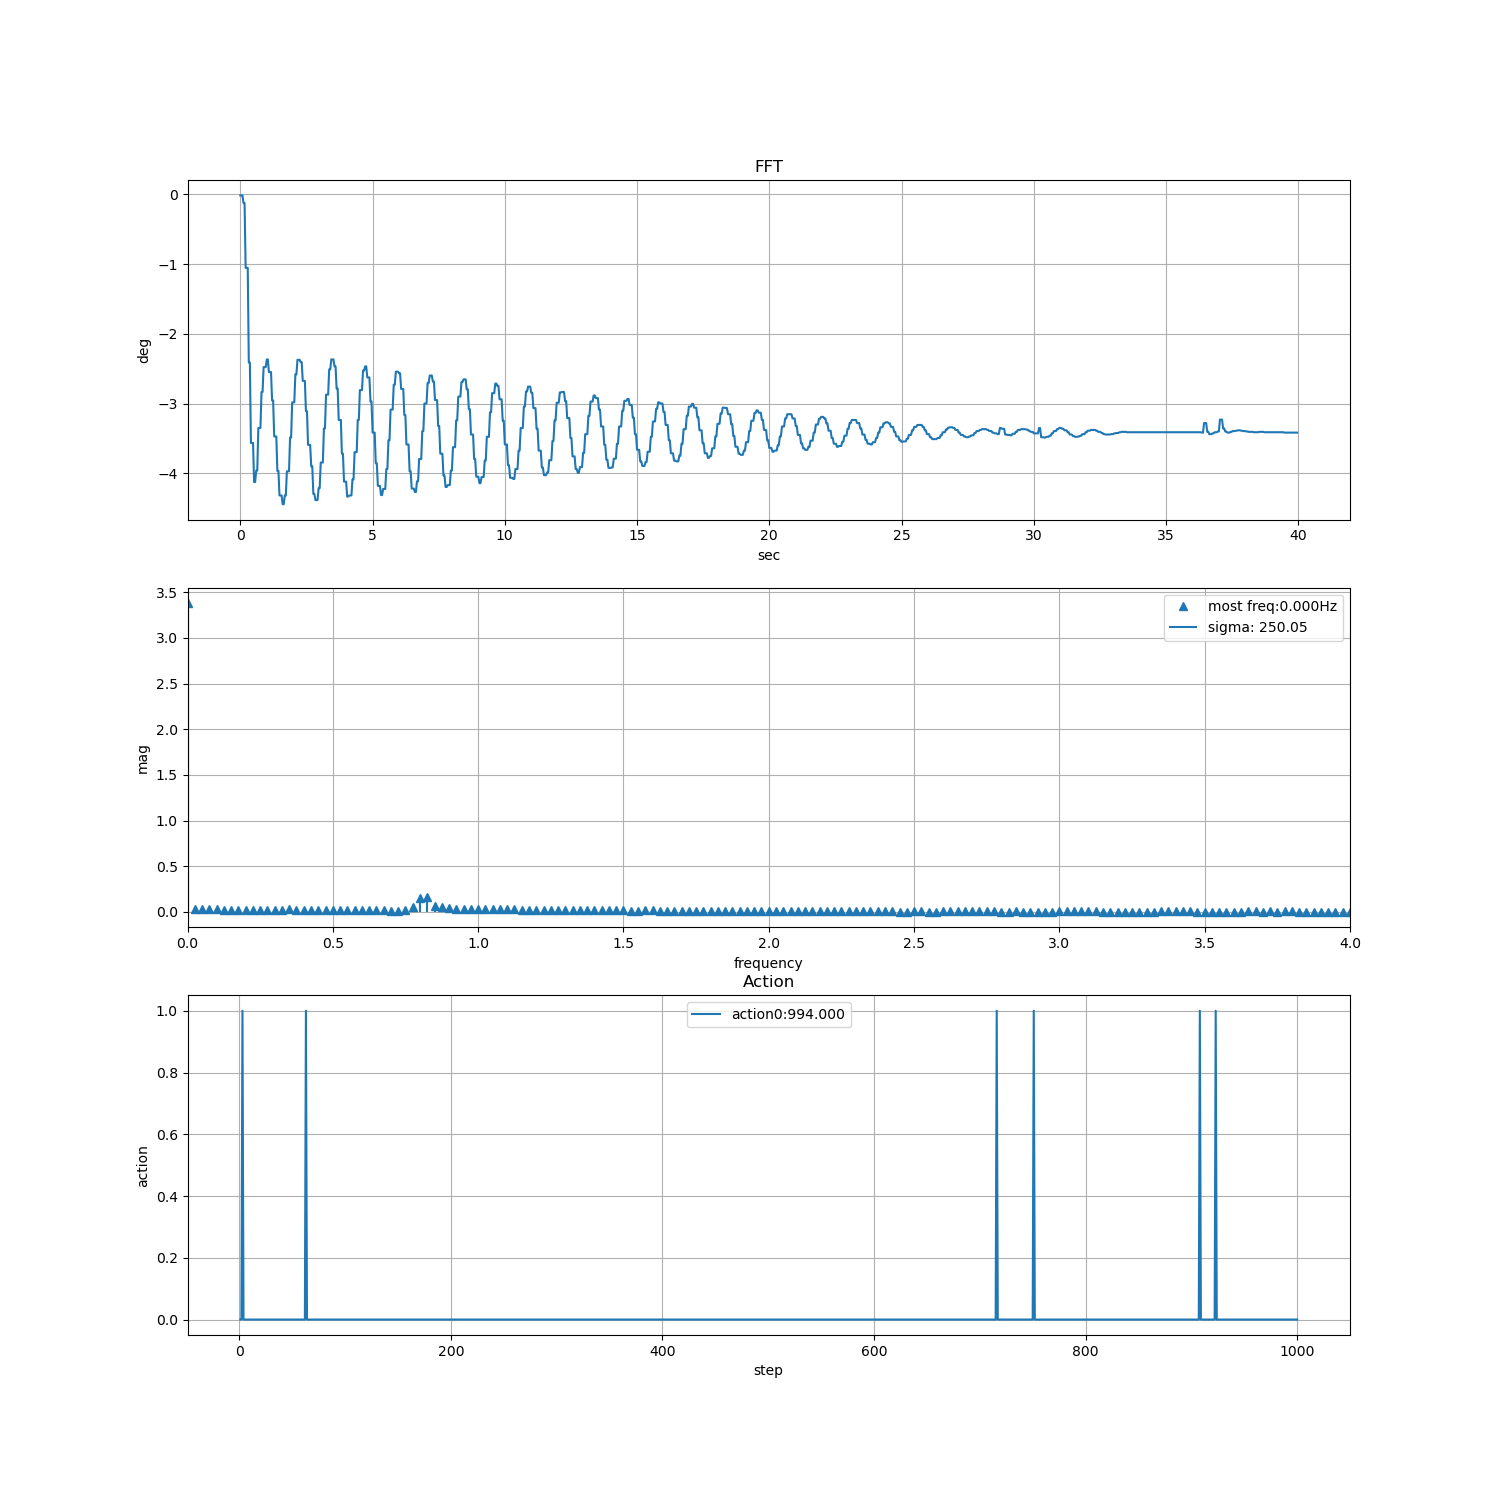 FFT
0
−1
−2
−3
−4
deg
0 5 10 15 20 25 30 35 40
sec
3.5
3.0
2.5
2.0
1.5
1.0
0.5
0.0
mag
most freq:0.000Hz
sigma: 250.05
0.0 0.5 1.0 1.5 2.0 2.5 3.0 3.5 4.0
frequency
Action
1.0
0.8
0.6
0.4
0.2
0.0
action
action0:994.000
0 200 400 600 800 1000
step